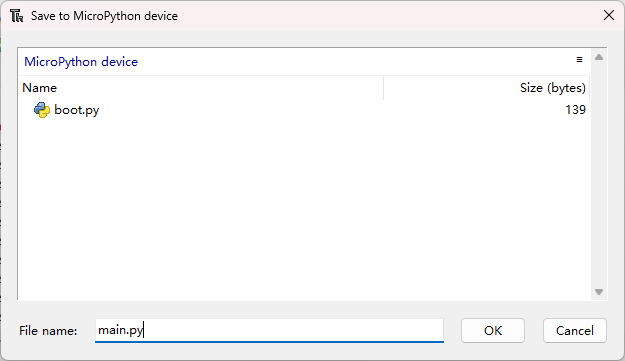 Save to MicroPython device
MicroPython device
Name Size (bytes)
boot.py 139
File name: main.py OK Cancel